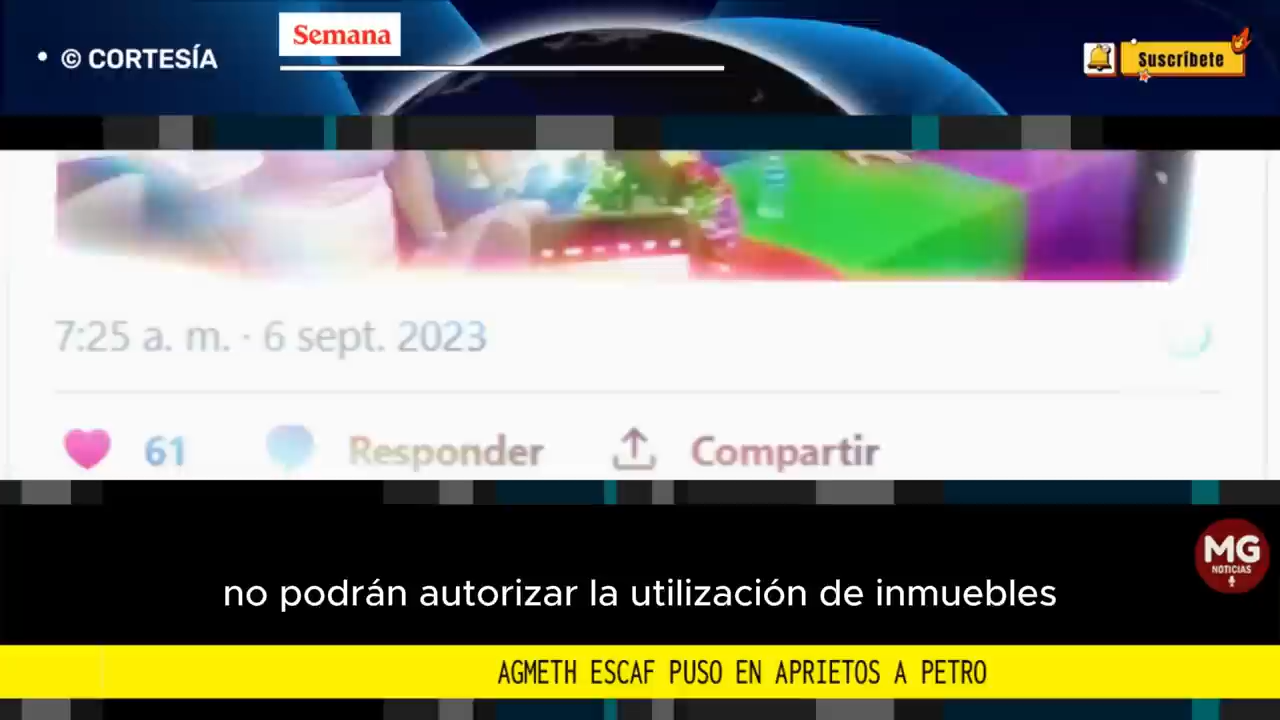 • © CORTESÍA
Semana
Suscríbete
7:25 a. m. · 6 sept. 2023
61 Responder Compartir
MG
NOTICIAS
no podrán autorizar la utilización de inmuebles
AGMETH ESCAF PUSO EN APRIETOS A PETRO